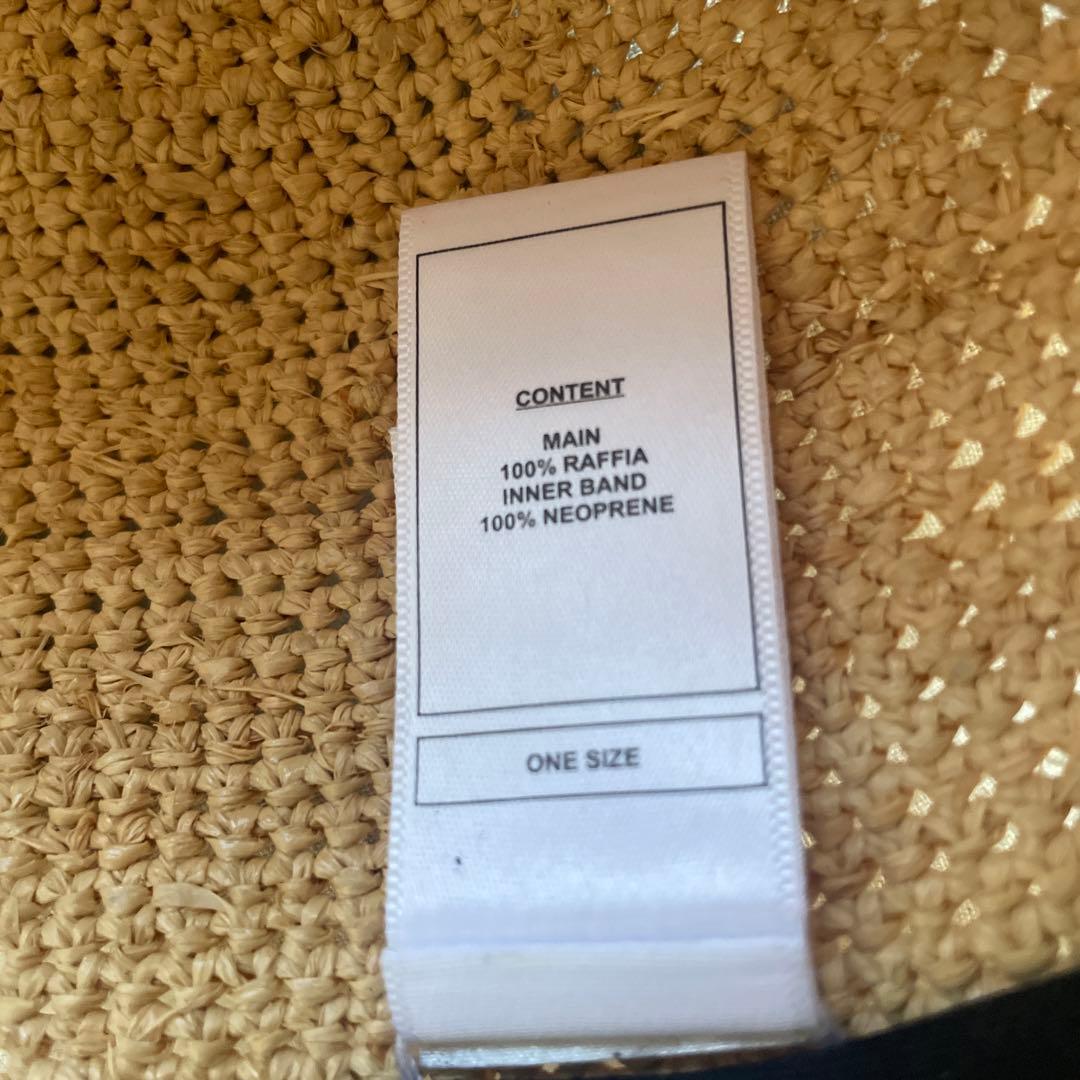 CONTENT
MAIN
100% RAFFIA
INNER BAND
100% NEOPRENE
ONE SIZE